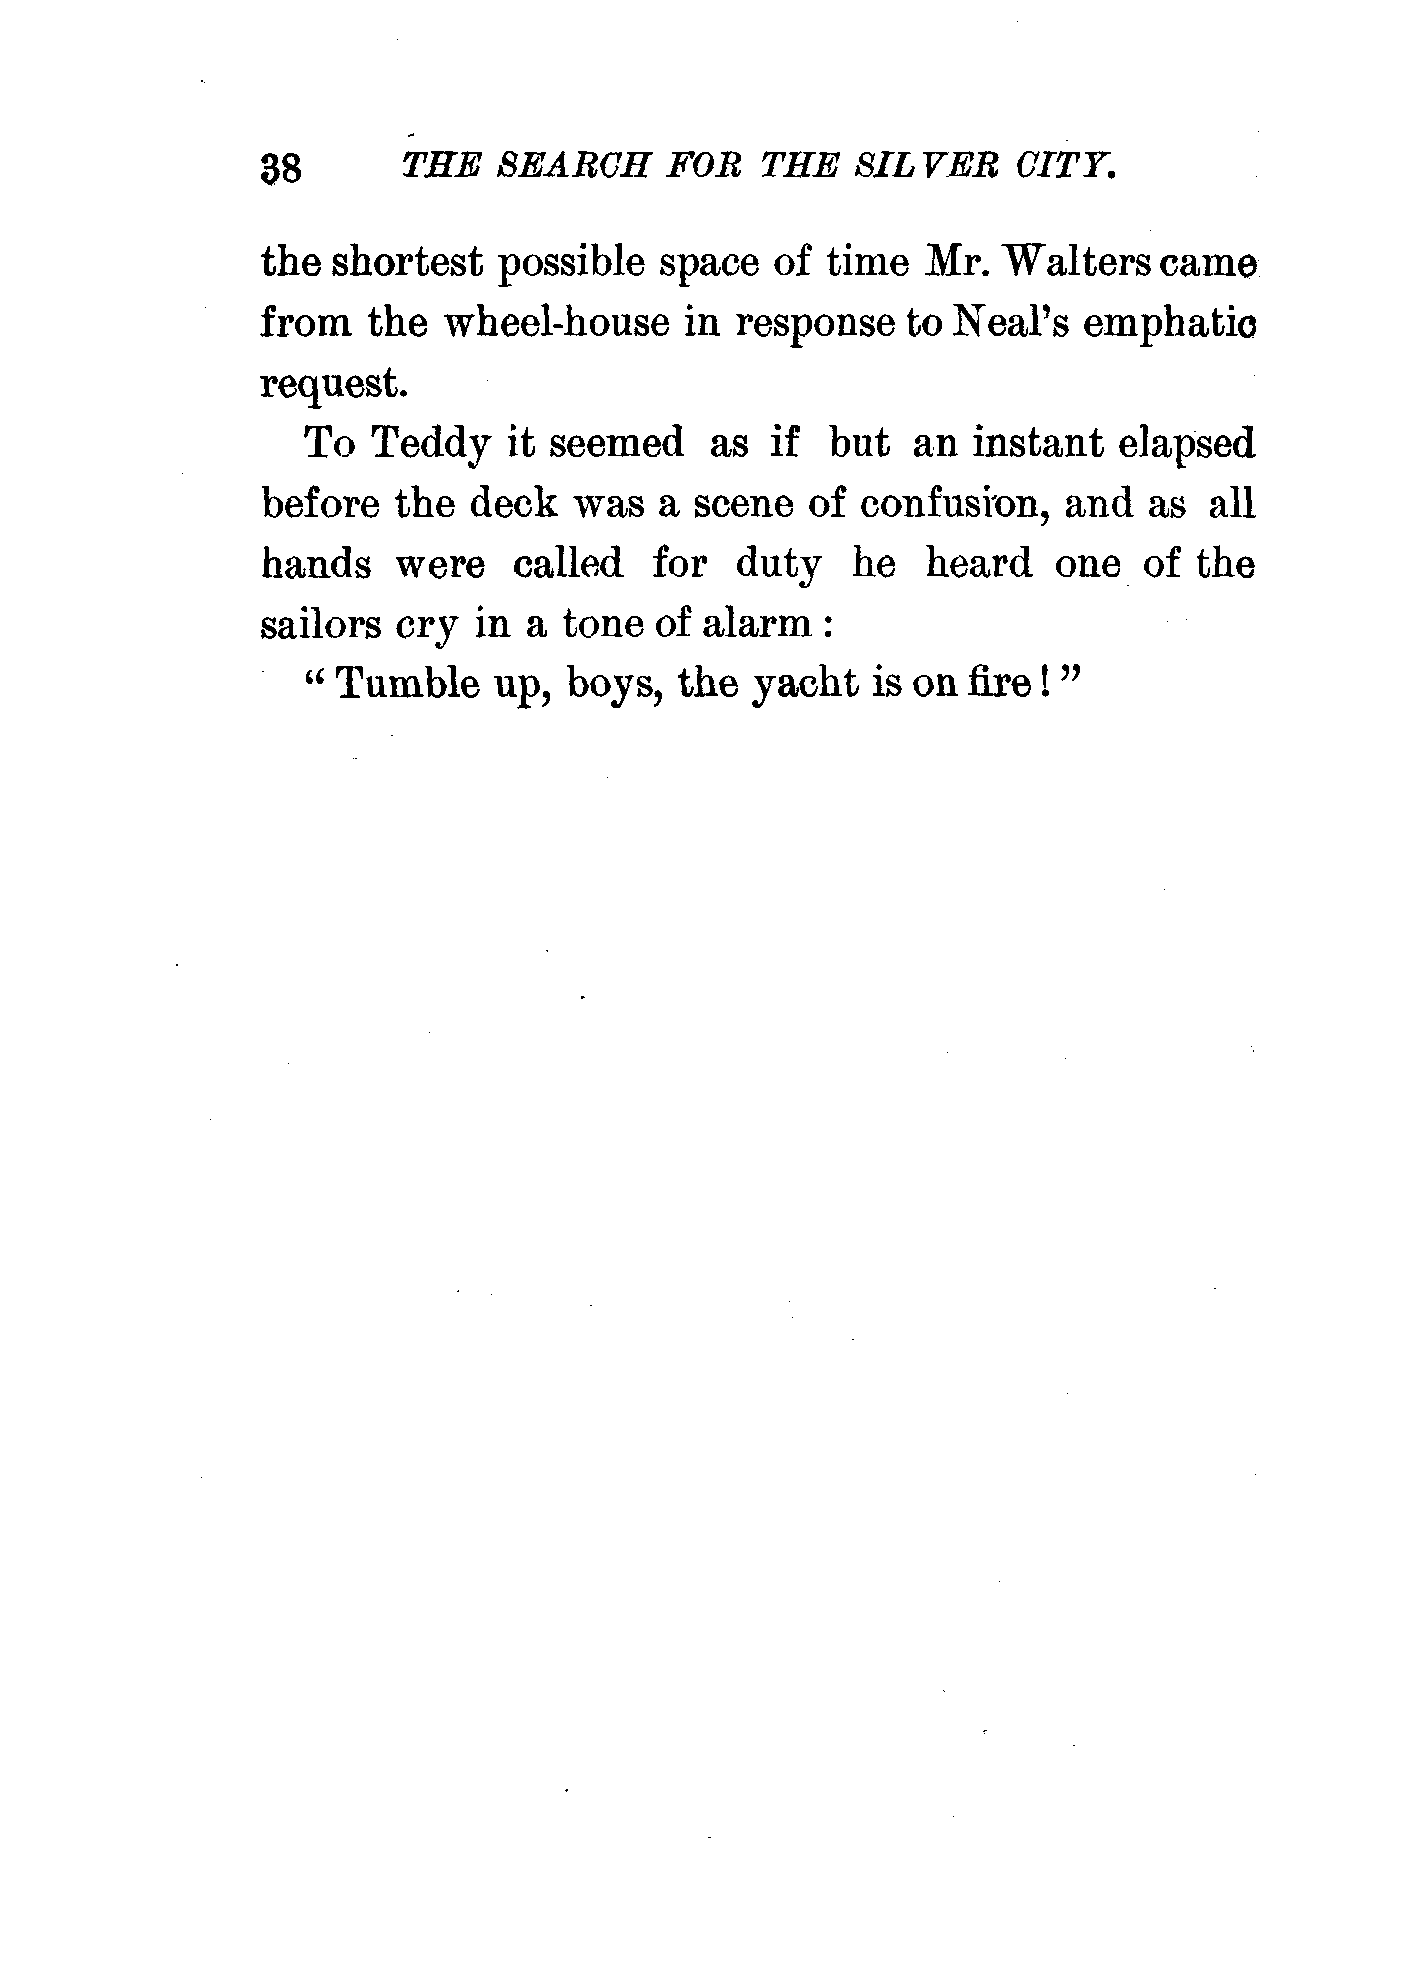 38 THE SEARCH FOR THE SILVER CITY.
the shortest possible space of time Mr. Walters came
from the wheel-house in response to Neal's emphatic
request.
To Teddy it seemed as if but an instant elapsed
before the deck was a scene of confusion, and as all
hands were called for duty he heard one of the
sailors cry in a tone of alarm :
" Tumble up, boys, the yacht is on fire ! "